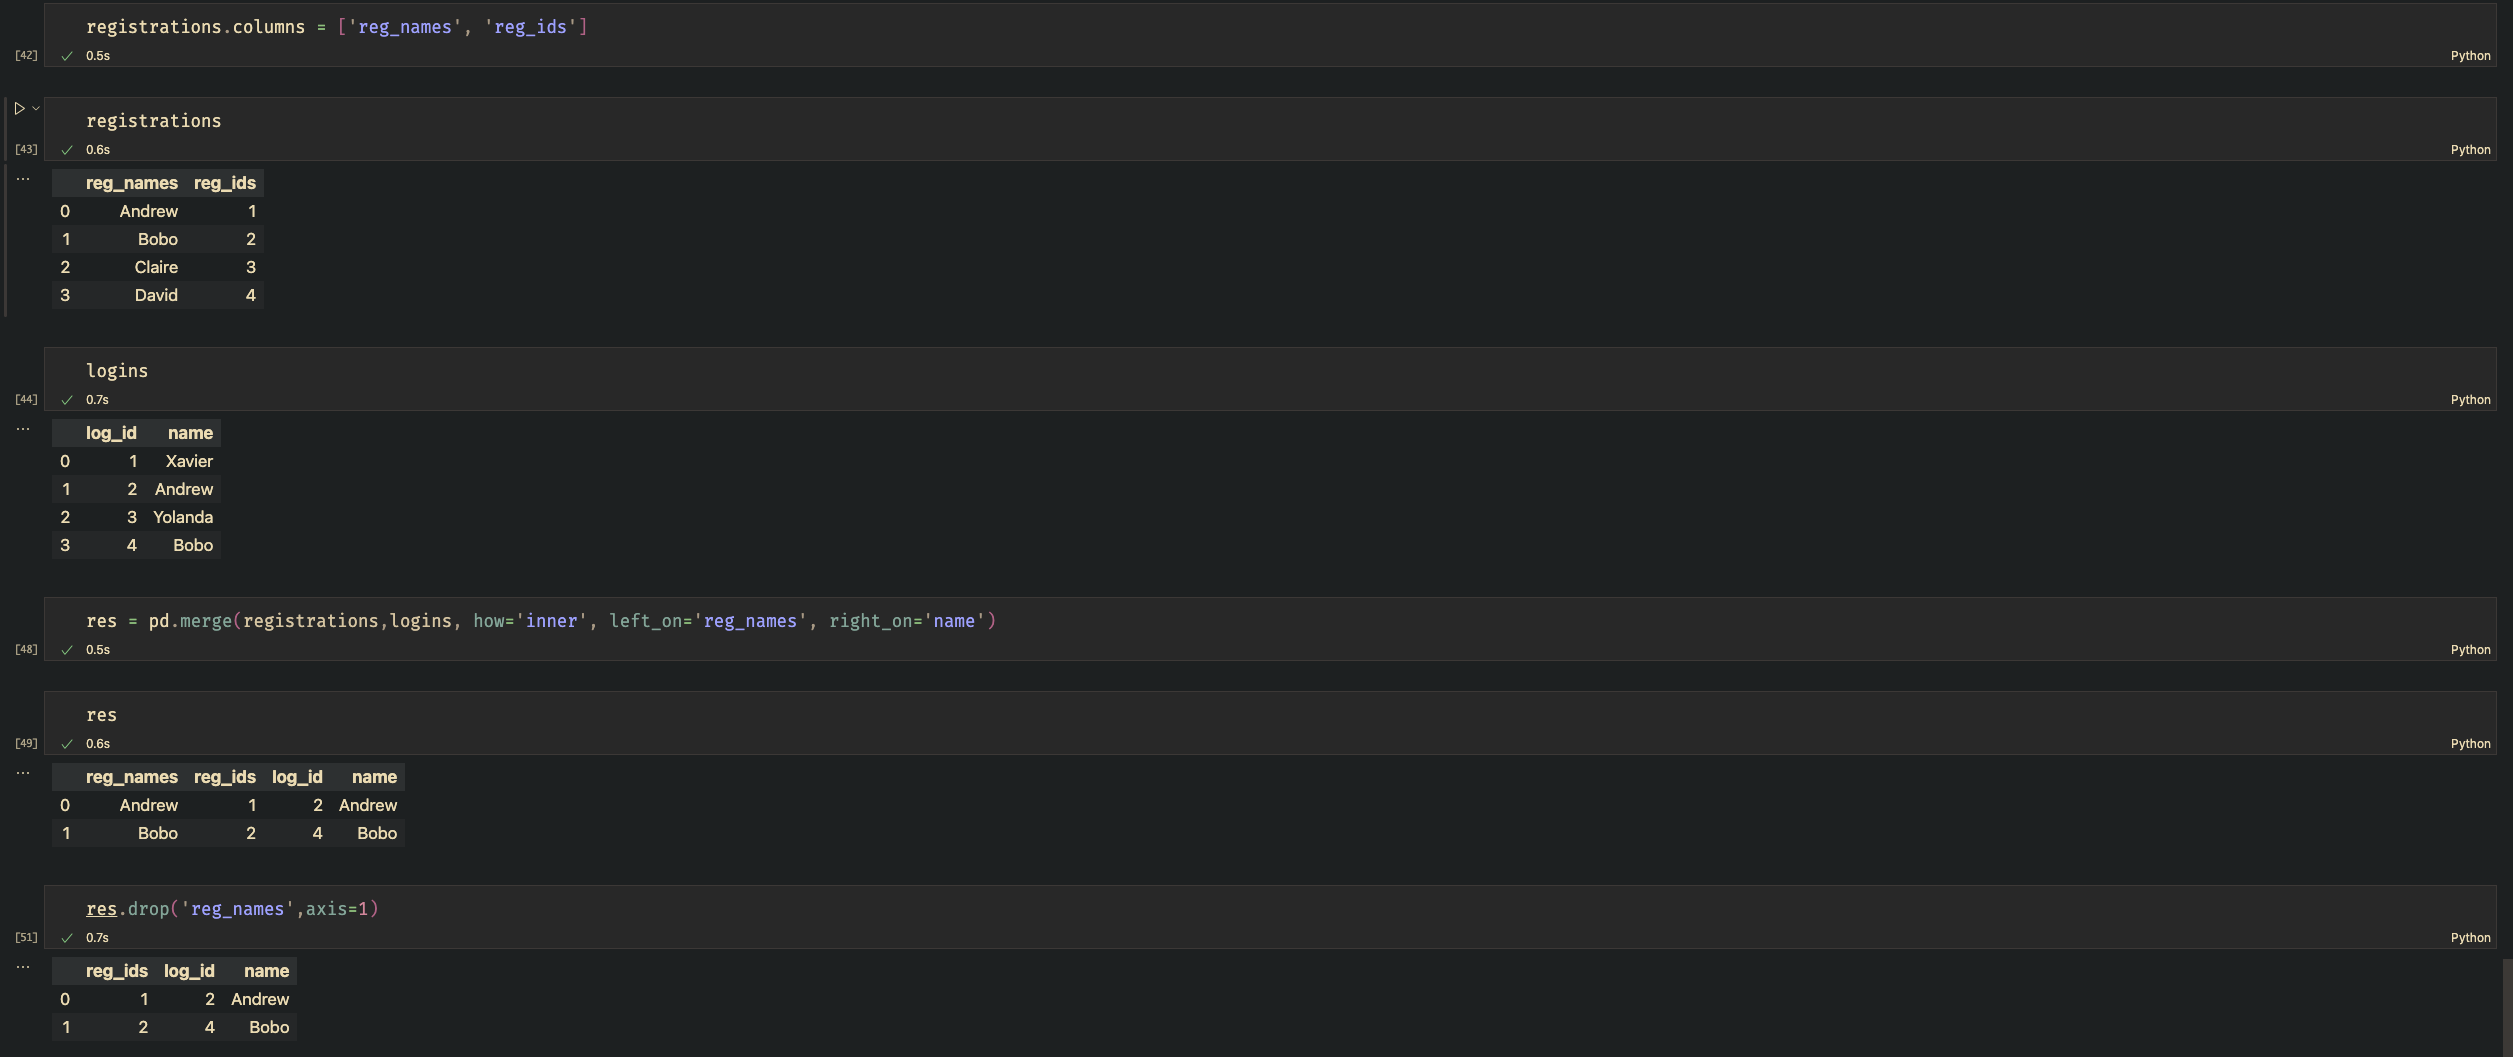 registrations.columns = ['reg_names', 'reg_ids']
[42] ✓ 0.5s Python
registrations
[43] ✓ 0.6s Python
...
reg_names reg_ids
0 Andrew 1
1 Bobo 2
2 Claire 3
3 David 4
logins
[44] ✓ 0.7s Python
...
log_id name
0 1 Xavier
1 2 Andrew
2 3 Yolanda
3 4 Bobo
res = pd.merge(registrations,logins, how='inner', left_on='reg_names', right_on='name')
[48] ✓ 0.5s Python
res
[49] ✓ 0.6s Python
...
reg_names reg_ids log_id name
0 Andrew 1 2 Andrew
1 Bobo 2 4 Bobo
res.drop('reg_names',axis=1)
[51] ✓ 0.7s Python
...
reg_ids log_id name
0 1 2 Andrew
1 2 4 Bobo